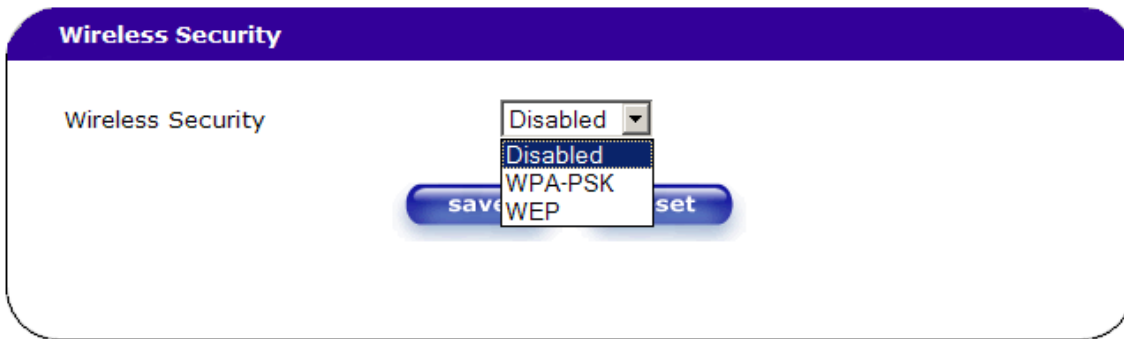 Wireless Security
Wireless Security
Disabled
Disabled
WPA-PSK
WEP
save
set